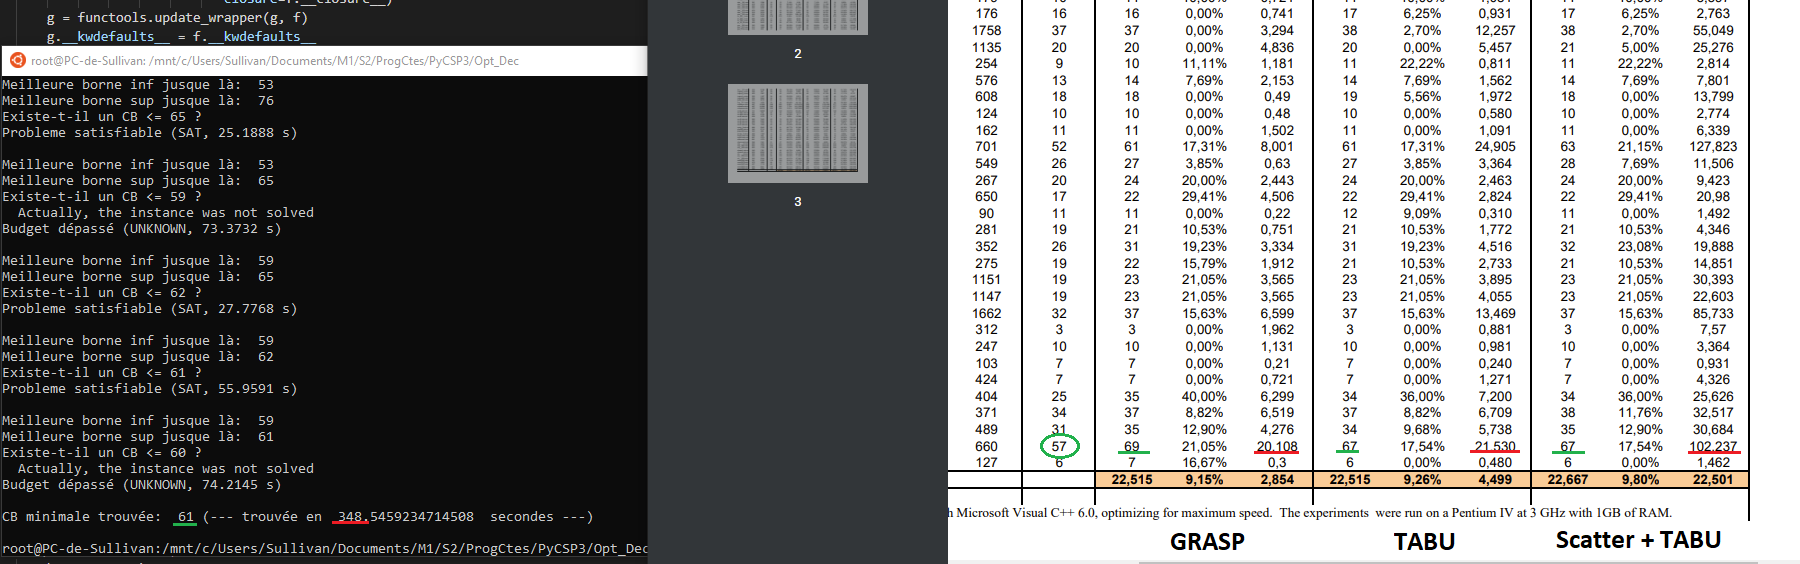 closure=f.__closure__)
g = functools.update_wrapper(g, f)
g.__kwdefaults__ = f.__kwdefaults__
root@PC-de-Sullivan: /mnt/c/Users/Sullivan/Documents/M1/S2/ProgCtes/PyCSP3/Opt_Dec
Meilleure borne inf jusque là:  53
Meilleure borne sup jusque là:  76
Existe-t-il un CB <= 65 ?
Probleme satisfiable (SAT, 25.1888 s)
Meilleure borne inf jusque là:  53
Meilleure borne sup jusque là:  65
Existe-t-il un CB <= 59 ?
Actually, the instance was not solved
Budget dépassé (UNKNOWN, 73.3732 s)
Meilleure borne inf jusque là:  59
Meilleure borne sup jusque là:  65
Existe-t-il un CB <= 62 ?
Probleme satisfiable (SAT, 27.7768 s)
Meilleure borne inf jusque là:  59
Meilleure borne sup jusque là:  62
Existe-t-il un CB <= 61 ?
Probleme satisfiable (SAT, 55.9591 s)
Meilleure borne inf jusque là:  59
Meilleure borne sup jusque là:  61
Existe-t-il un CB <= 60 ?
Actually, the instance was not solved
Budget dépassé (UNKNOWN, 74.2145 s)
CB minimale trouvée:  61 (--- trouvée en  348.5459234714508  secondes ---)
root@PC-de-Sullivan:/mnt/c/Users/Sullivan/Documents/M1/S2/ProgCtes/PyCSP3/Opt_Dec
2
3
176 16 16 0,00% 0,741 17 6,25% 0,931 17 6,25% 2,763
1758 37 37 0,00% 3,294 38 2,70% 12,257 38 2,70% 55,049
1135 20 20 0,00% 4,836 20 0,00% 5,457 21 5,00% 25,276
254 9 10 11,11% 1,181 11 22,22% 0,811 11 22,22% 2,814
576 13 14 7,69% 2,153 14 7,69% 1,562 14 7,69% 7,801
608 18 18 0,00% 0,49 19 5,56% 1,972 18 0,00% 13,799
124 10 10 0,00% 0,48 10 0,00% 0,580 10 0,00% 2,774
162 11 11 0,00% 1,502 11 0,00% 1,091 11 0,00% 6,339
701 52 61 17,31% 8,001 61 17,31% 24,905 63 21,15% 127,823
549 26 27 3,85% 0,63 27 3,85% 3,364 28 7,69% 11,506
267 20 24 20,00% 2,443 24 20,00% 2,463 24 20,00% 9,423
650 17 22 29,41% 4,506 22 29,41% 2,824 22 29,41% 20,98
90 11 11 0,00% 0,22 12 9,09% 0,310 11 0,00% 1,492
281 19 21 10,53% 0,751 21 10,53% 1,772 21 10,53% 4,346
352 26 31 19,23% 3,334 31 19,23% 4,516 32 23,08% 19,888
275 19 22 15,79% 1,912 21 10,53% 2,733 21 10,53% 14,851
1151 19 23 21,05% 3,565 23 21,05% 3,895 23 21,05% 30,393
1147 19 23 21,05% 3,565 23 21,05% 4,055 23 21,05% 22,603
1662 32 37 15,63% 6,599 37 15,63% 13,469 37 15,63% 85,733
312 3 3 0,00% 1,962 3 0,00% 0,881 3 0,00% 7,57
247 10 10 0,00% 1,131 10 0,00% 0,981 10 0,00% 3,364
103 7 7 0,00% 0,21 7 0,00% 0,240 7 0,00% 0,931
424 7 7 0,00% 0,721 7 0,00% 1,271 7 0,00% 4,326
404 25 35 40,00% 6,299 34 36,00% 7,200 34 36,00% 25,626
371 34 37 8,82% 6,519 37 8,82% 6,709 38 11,76% 32,517
489 31 35 12,90% 4,276 34 9,68% 5,738 35 12,90% 30,684
660 57 69 21,05% 20,108 67 17,54% 21,530 67 17,54% 102,237
127 6 7 16,67% 0,3 6 0,00% 0,480 6 0,00% 1,462
22,515 9,15% 2,854 22,515 9,26% 4,499 22,667 9,80% 22,501
h Microsoft Visual C++ 6.0, optimizing for maximum speed.  The experiments  were run on a Pentium IV at 3 GHz with 1GB of RAM.
GRASP TABU Scatter + TABU